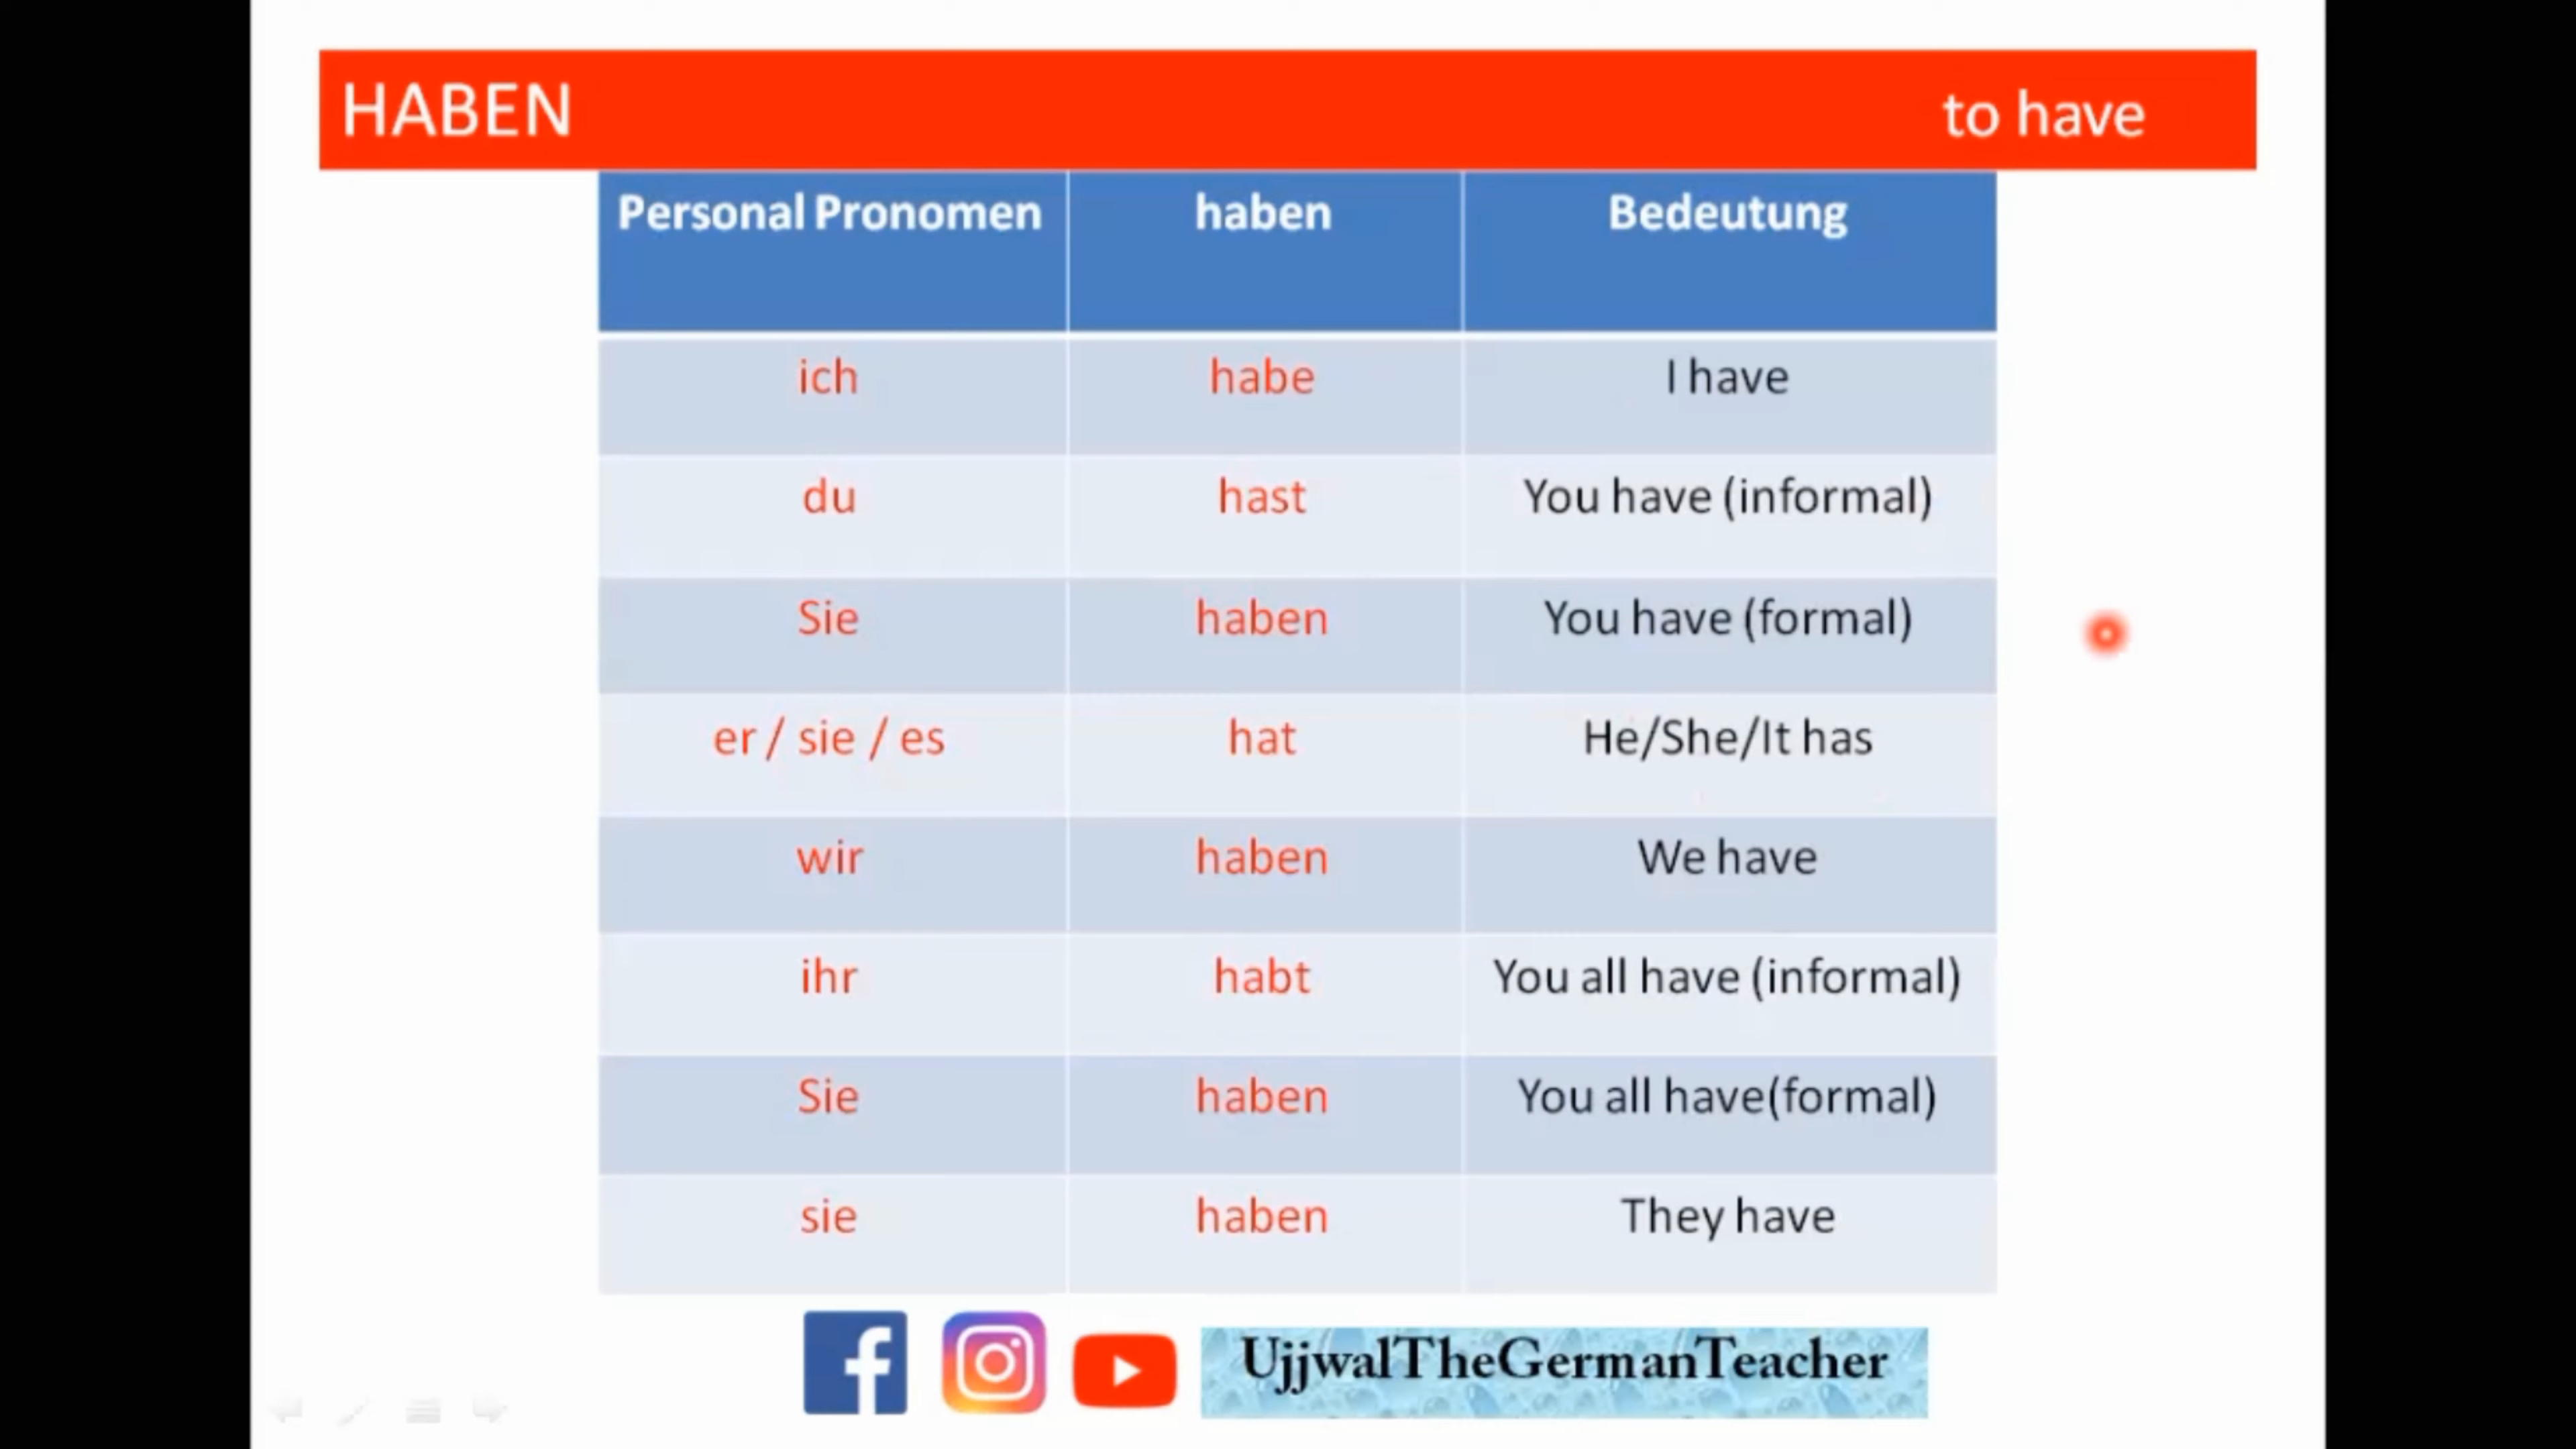 HABEN to have
Personal Pronomen haben Bedeutung
ich habe I have
du hast You have (informal)
Sie haben You have (formal)
er / sie / es hat He/She/It has
wir haben We have
ihr habt You all have (informal)
Sie haben You all have(formal)
sie haben They have
UjjwalTheGermanTeacher